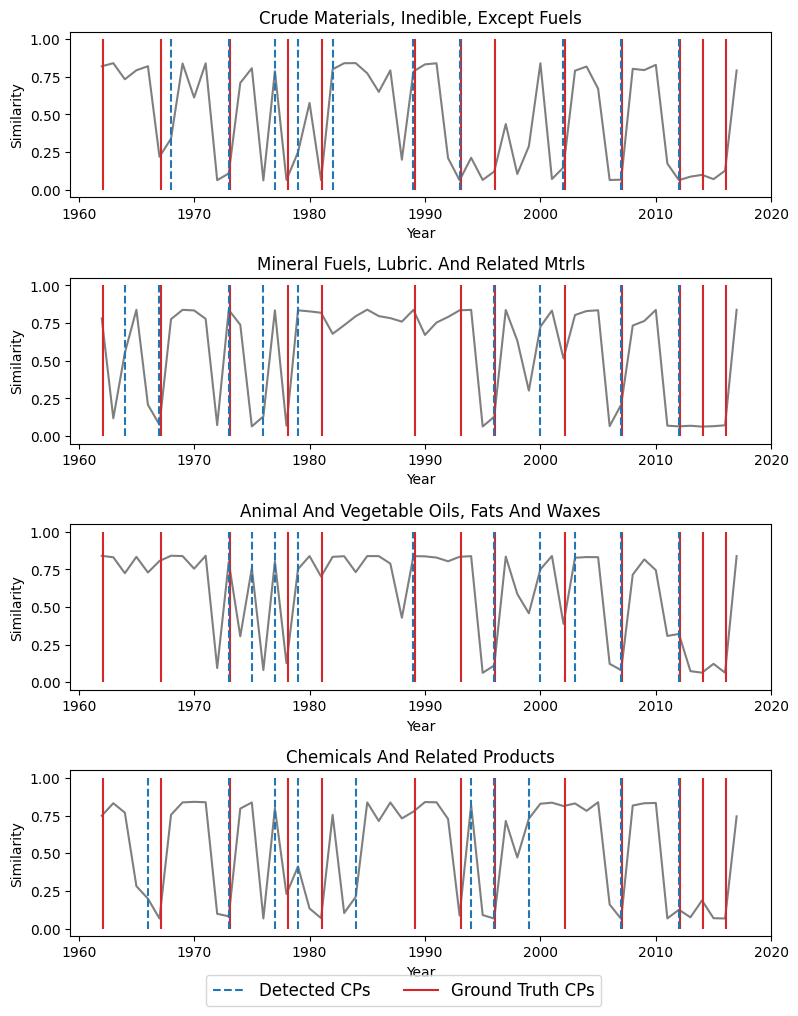 Crude Materials, Inedible, Except Fuels
1.00
0.75
0.50
0.25
0.00
Similarity
1960 1970 1980 1990 2000 2010 2020
Year
Mineral Fuels, Lubric. And Related Mtrls
1.00
0.75
0.50
0.25
0.00
Similarity
1960 1970 1980 1990 2000 2010 2020
Year
Animal And Vegetable Oils, Fats And Waxes
1.00
0.75
0.50
0.25
0.00
Similarity
1960 1970 1980 1990 2000 2010 2020
Year
Chemicals And Related Products
1.00
0.75
0.50
0.25
0.00
Similarity
1960 1970 1980 1990 2000 2010 2020
Year
Detected CPs Ground Truth CPs